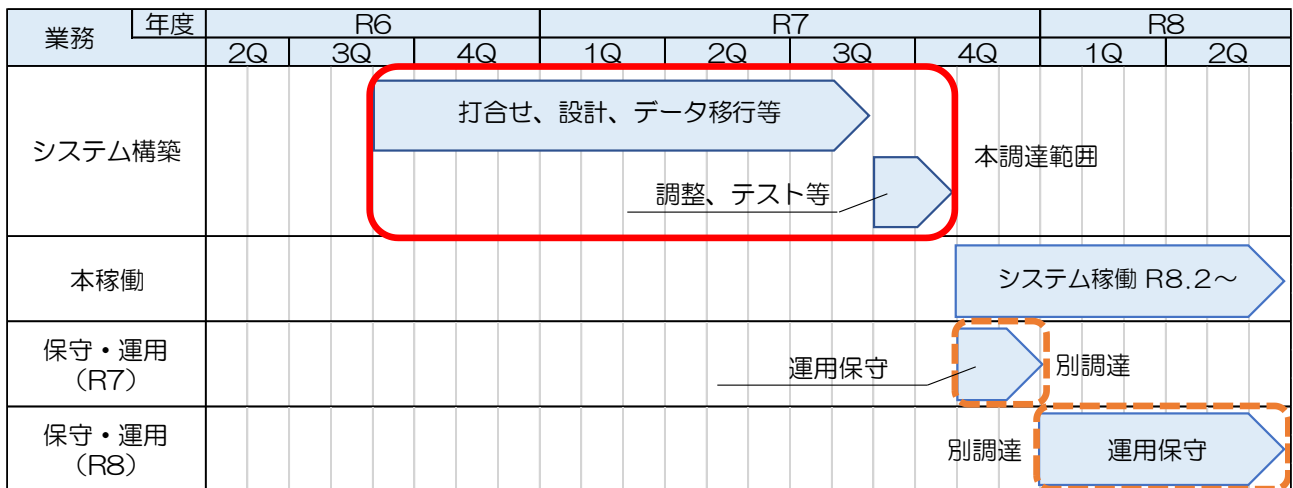 業務 年度 R6 R7 R8
2Q 3Q 4Q 1Q 2Q 3Q 4Q 1Q 2Q
システム構築
打合せ、設計、データ移行等
調整、テスト等
本調達範囲
本稼働
システム稼働 R8.2～
保守・運用
（R7）
運用保守
別調達
保守・運用
（R8）
別調達
運用保守